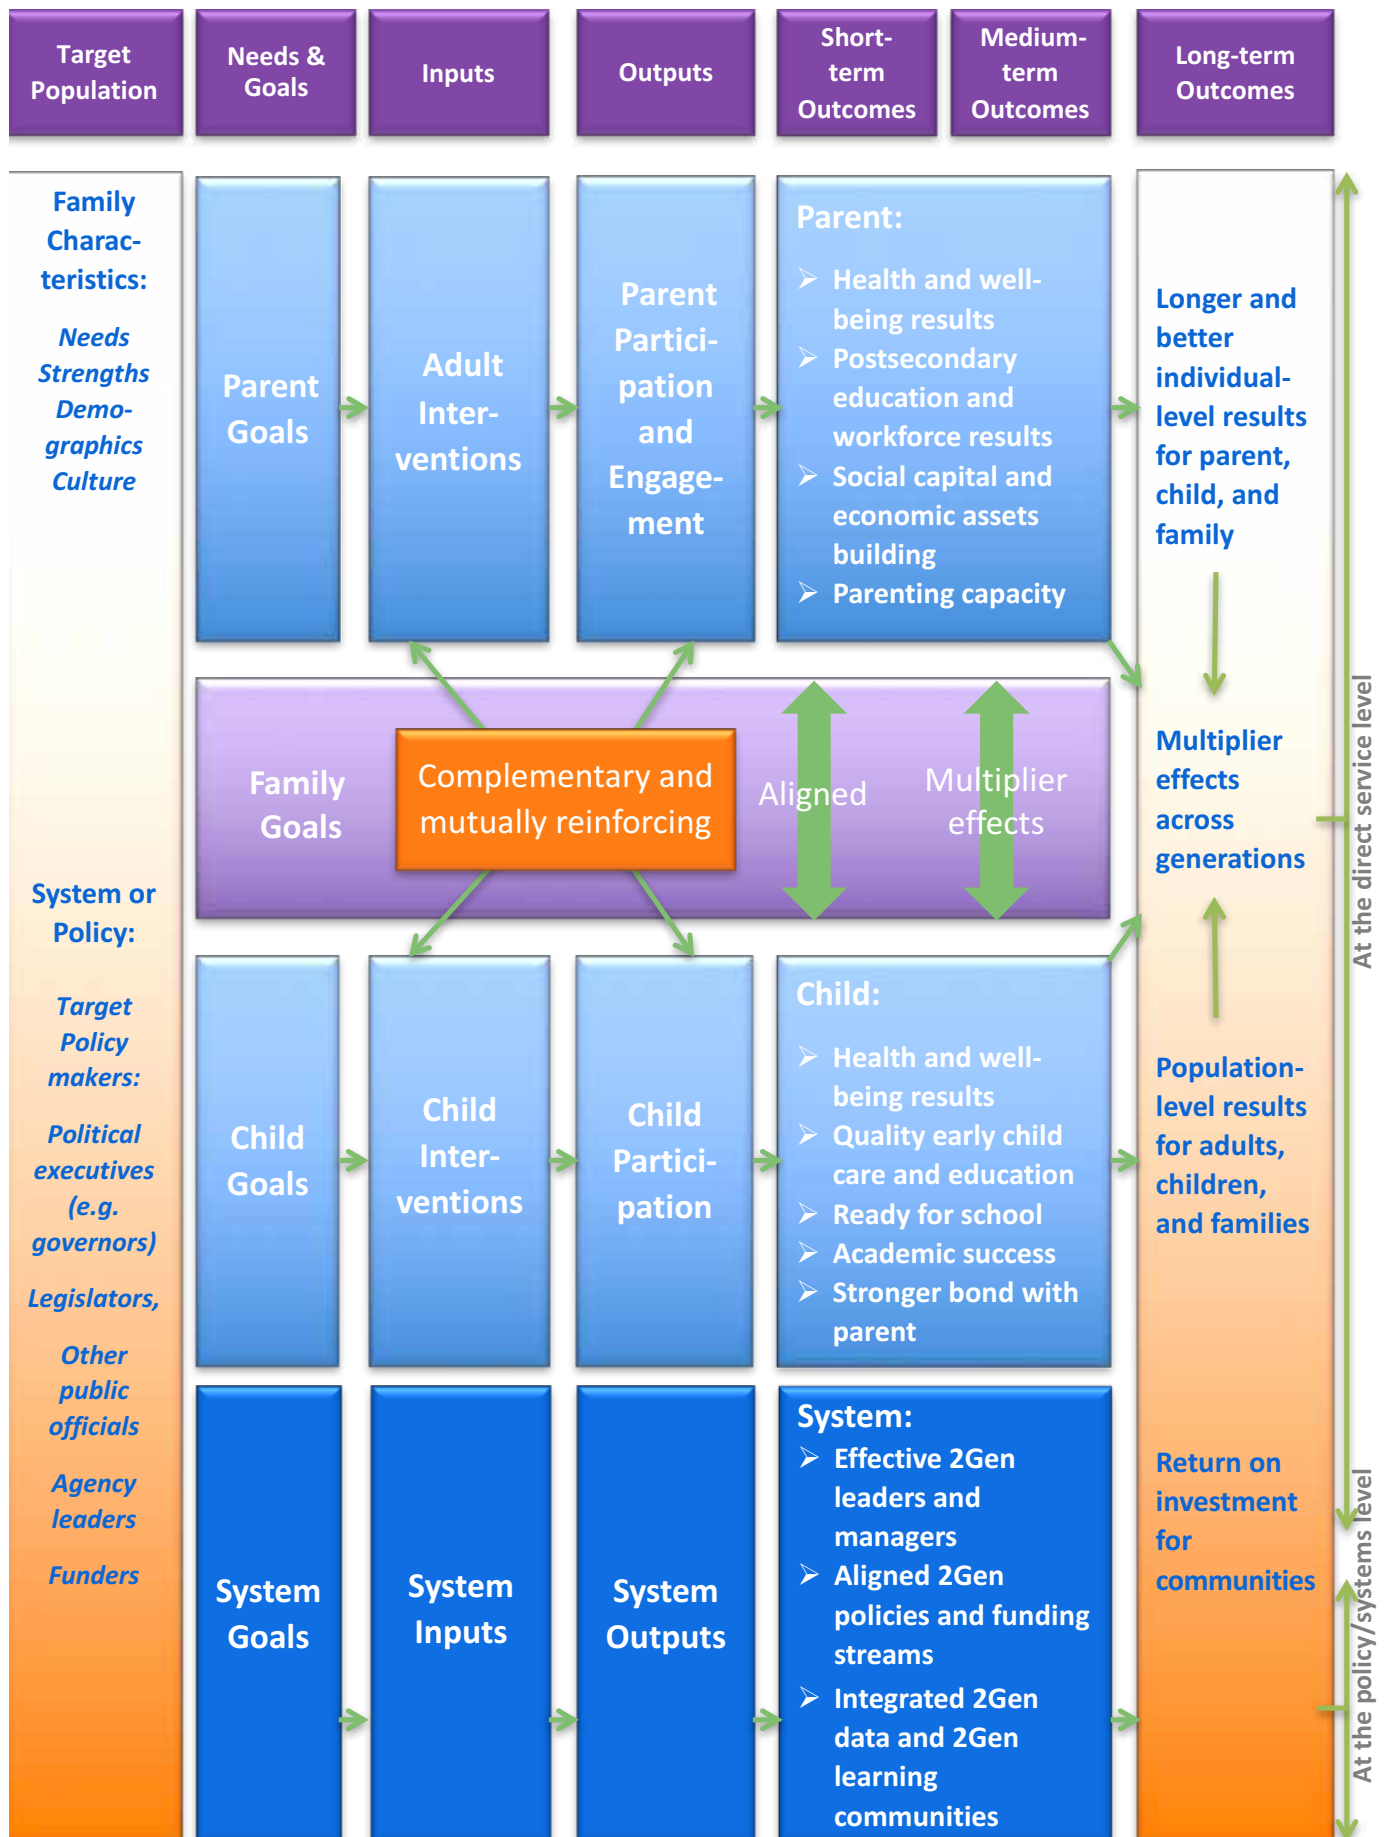 Target
Population
Needs &
Goals
Inputs
Outputs
Short-
term
Outcomes
Medium-
term
Outcomes
Long-term
Outcomes
Family
Charac-
teristics:
Needs
Strengths
Demo-
graphics
Culture
System or
Policy:
Target
Policy
makers:
Political
executives
(e.g.
governors)
Legislators,
Other
public
officials
Agency
leaders
Funders
Parent
Goals
Adult
Inter-
ventions
Parent
Partici-
pation
and
Engage-
ment
Parent:
➢ Health and well-
being results
➢ Postsecondary
education and
workforce results
➢ Social capital and
economic assets
building
➢ Parenting capacity
Family
Goals
Complementary and
mutually reinforcing
Aligned
Multiplier
effects
Child
Goals
Child
Inter-
ventions
Child
Partici-
pation
Child:
➢ Health and well-
being results
➢ Quality early child
care and education
➢ Ready for school
➢ Academic success
➢ Stronger bond with
parent
System
Goals
System
Inputs
System
Outputs
System:
➢ Effective 2Gen
leaders and
managers
➢ Aligned 2Gen
policies and funding
streams
➢ Integrated 2Gen
data and 2Gen
learning
communities
Longer and
better
individual-
level results
for parent,
child, and
family
Multiplier
effects
across
generations
Population-
level results
for adults,
children,
and families
Return on
investment
for
communities
At the direct service level
At the policy/systems level